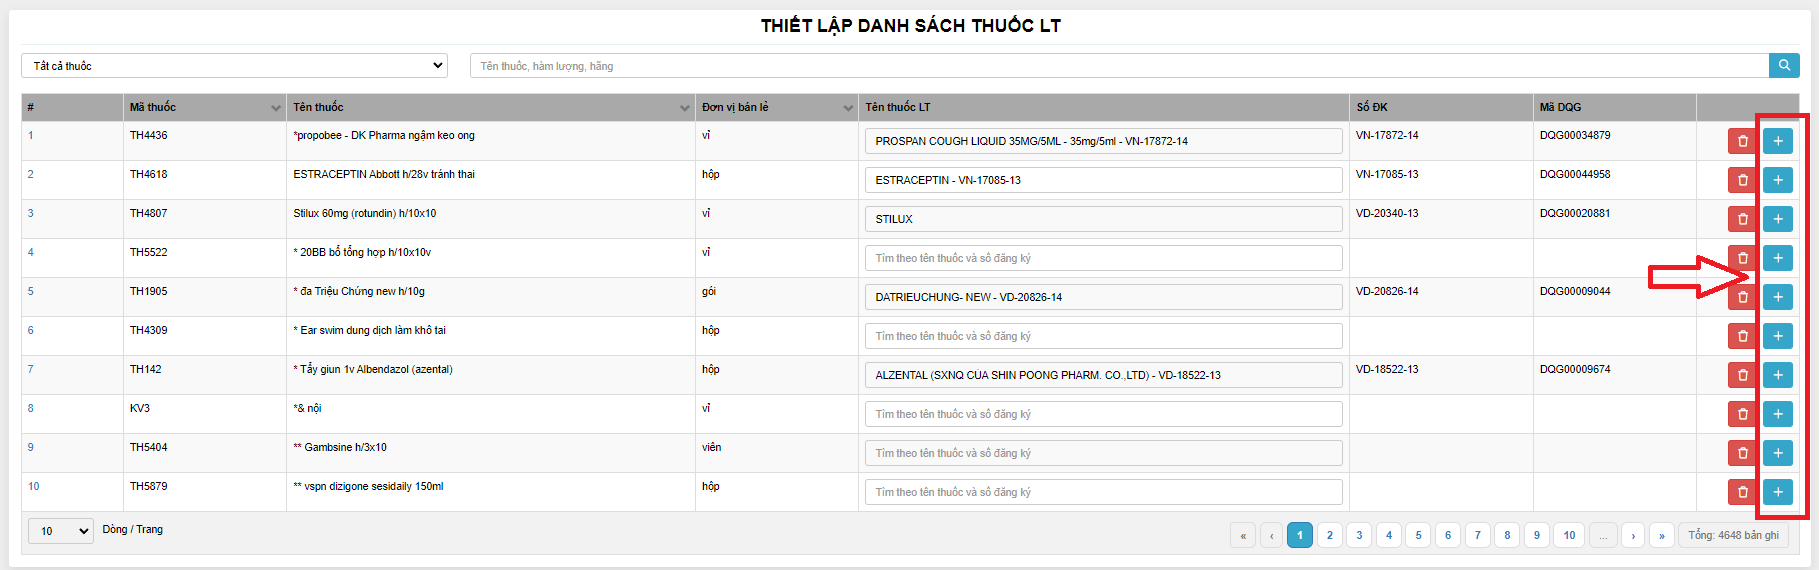 THIẾT LẬP DANH SÁCH THUỐC LT
Tất cả thuốc
Tên thuốc, hàm lượng, hãng
# Mã thuốc Tên thuốc Đơn vị bán lẻ Tên thuốc LT Số ĐK Mã DQG
1 TH4436 *propobee - DK Pharma ngậm keo ong vỉ PROSPAN COUGH LIQUID 35MG/5ML - 35mg/5ml - VN-17872-14 VN-17872-14 DQG00034879
2 TH4618 ESTRACEPTIN Abbott h/28v tránh thai hộp ESTRACEPTIN - VN-17085-13 VN-17085-13 DQG00044958
3 TH4807 Stilux 60mg (rotundin) h/10x10 vỉ STILUX VD-20340-13 DQG00020881
4 TH5522 * 20BB bổ tổng hợp h/10x10v vỉ Tìm theo tên thuốc và số đăng ký
5 TH1905 * đa Triệu Chứng new h/10g gói DATRIEUCHUNG- NEW - VD-20826-14 VD-20826-14 DQG00009044
6 TH4309 * Ear swim dung dịch làm khô tai hộp Tìm theo tên thuốc và số đăng ký
7 TH142 * Tẩy giun 1v Albendazol (azental) hộp ALZENTAL (SXNQ CỦA SHIN POONG PHARM. CO.,LTD) - VD-18522-13 VD-18522-13 DQG00009674
8 KV3 *& nội vỉ Tìm theo tên thuốc và số đăng ký
9 TH5404 ** Gambsine h/3x10 viên Tìm theo tên thuốc và số đăng ký
10 TH5879 ** vspn dizigone sesidaily 150ml hộp Tìm theo tên thuốc và số đăng ký
10 Dòng / Trang « ‹ 1 2 3 4 5 6 7 8 9 10 ... › » Tổng: 4648 bản ghi